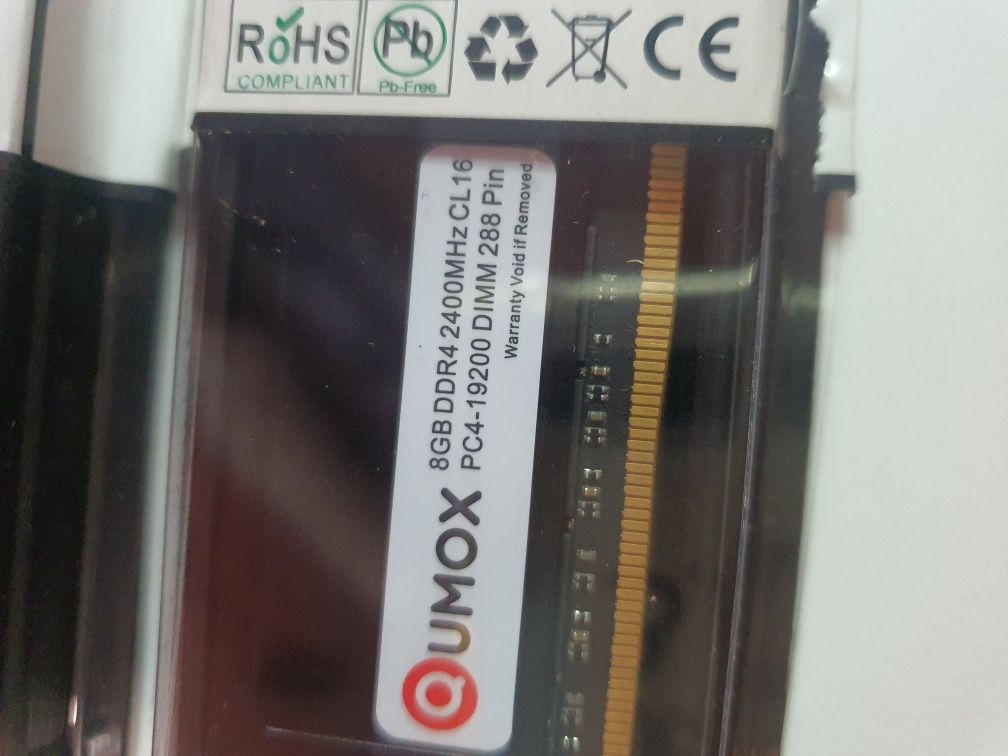 RoHS
COMPLIANT
Pb
Pb-Free
CE
QUMOX
8GB DDR4 2400MHz CL16
PC4-19200 DIMM 288 Pin
Warranty Void if Removed